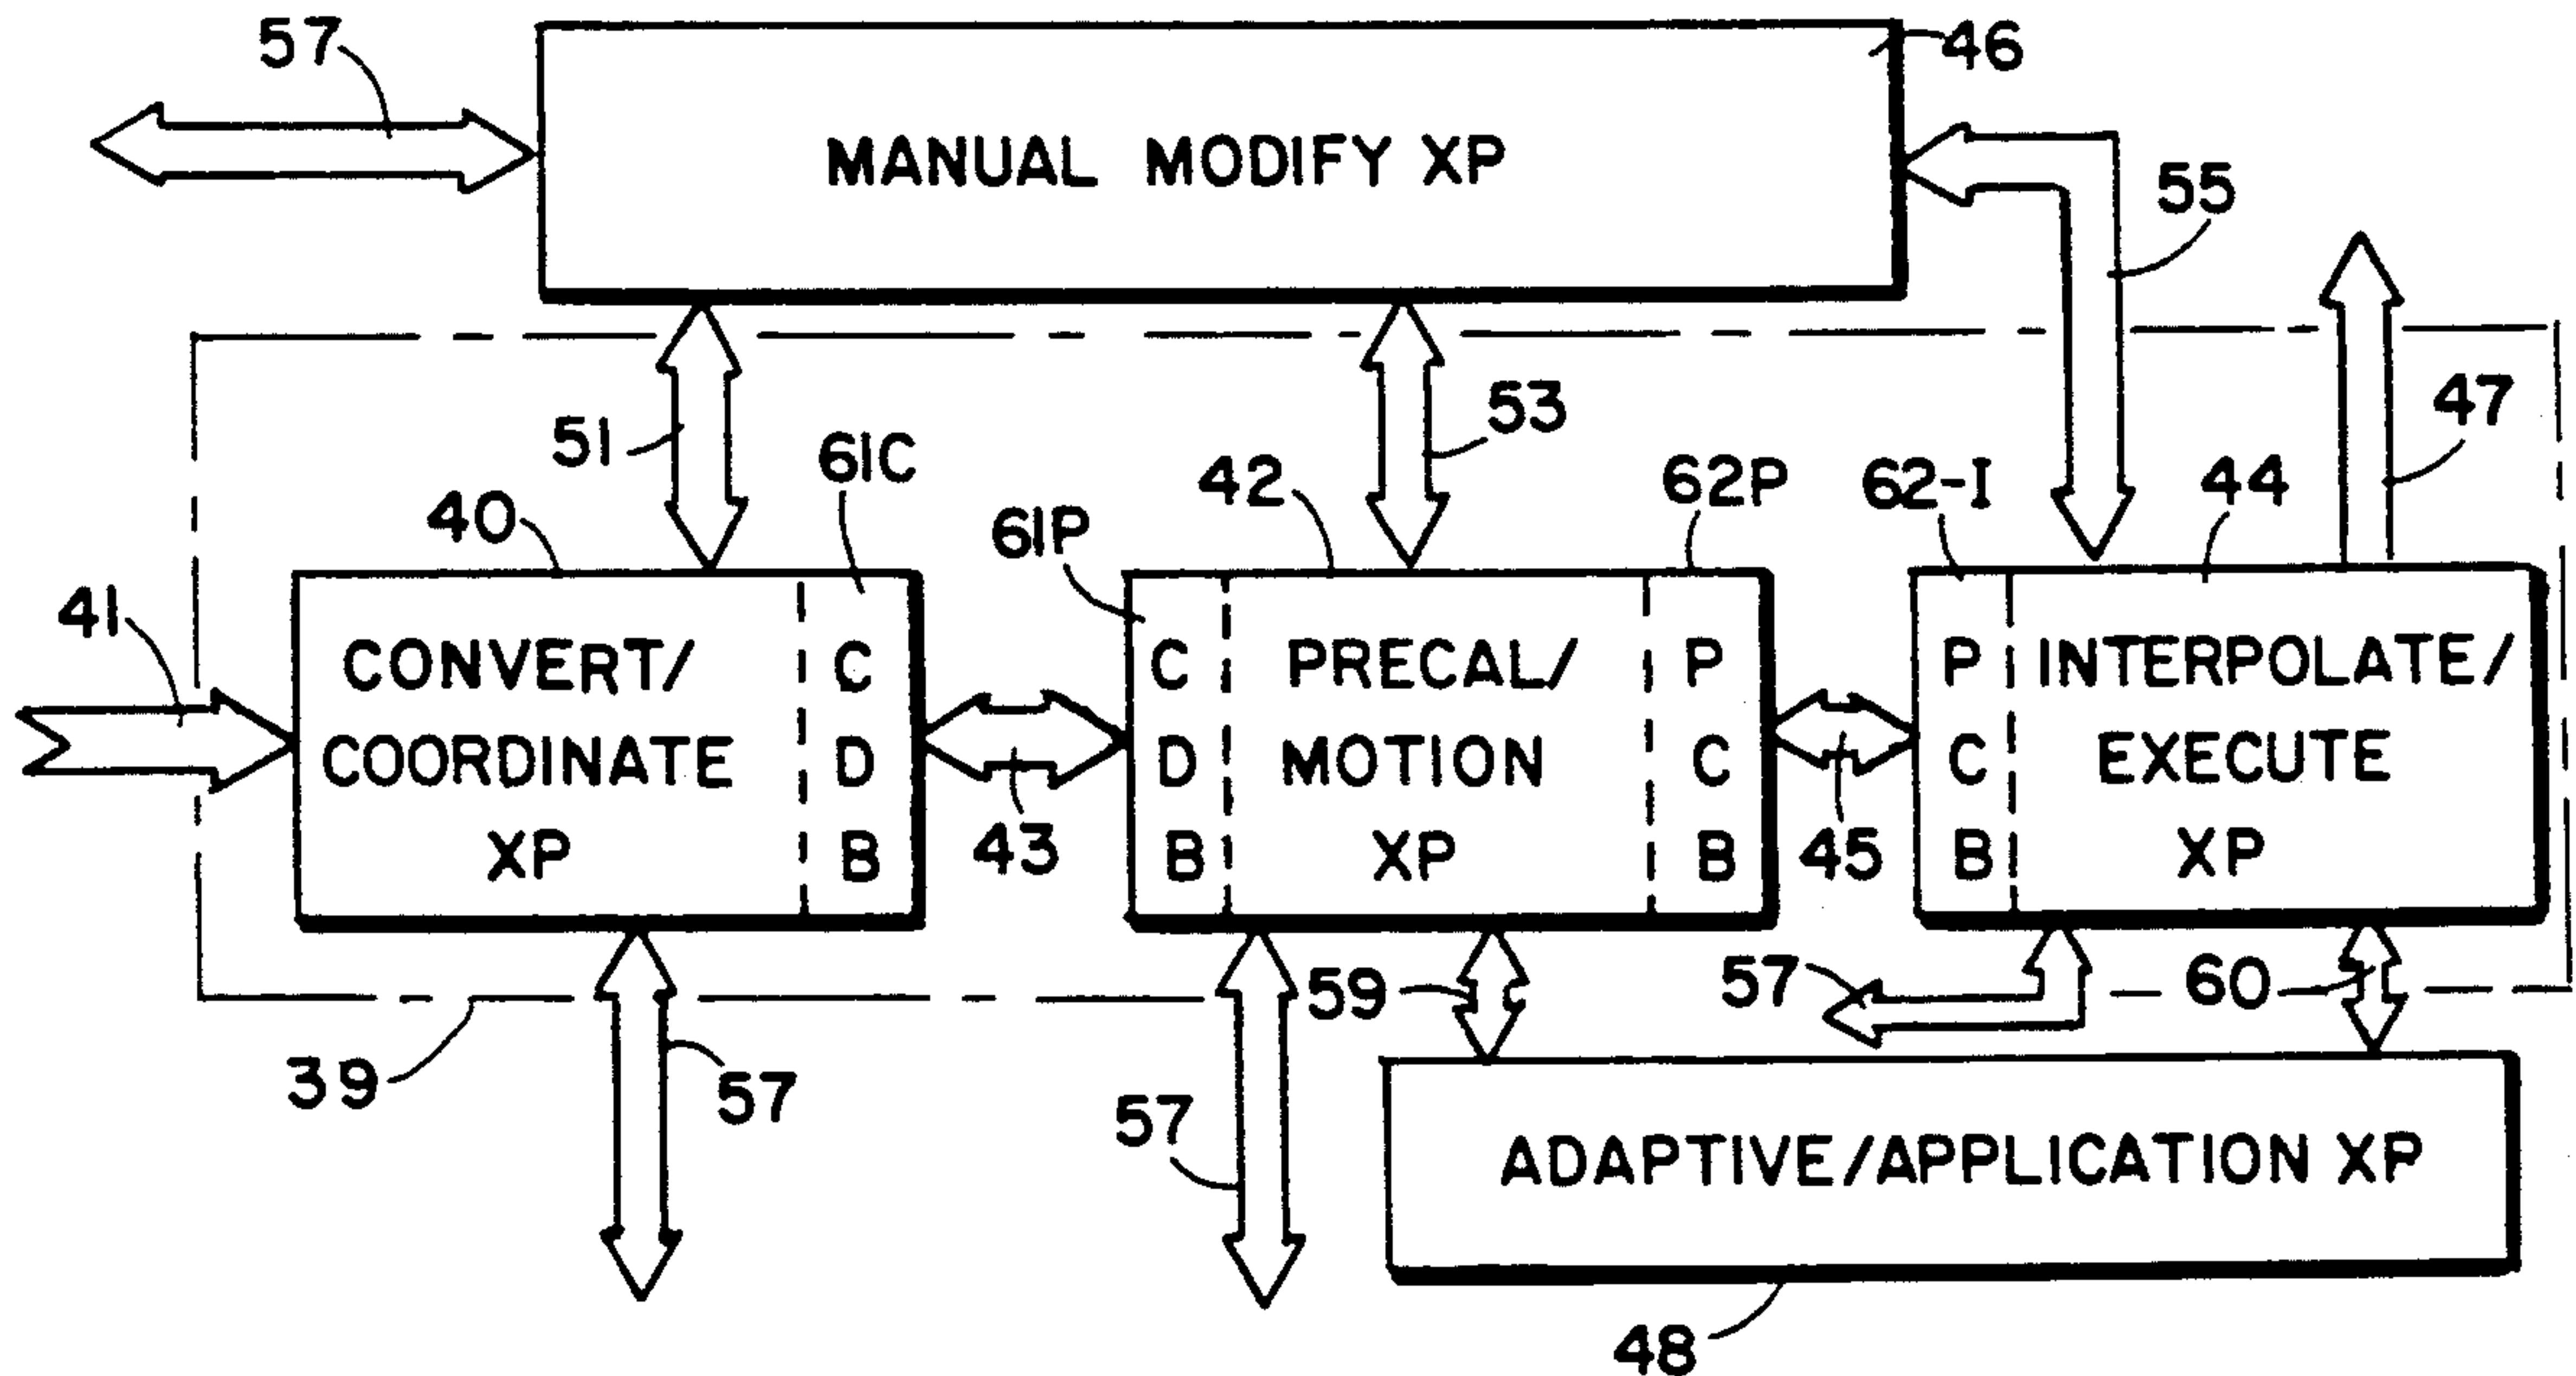 57
46
MANUAL MODIFY XP
55
47
51
53
61C
42
62P
62-I
44
40
61P
41
CONVERT/
COORDINATE
XP
C
D
B
43
C
D
B
PRECAL/
MOTION
XP
P
C
B
45
P
C
B
INTERPOLATE/
EXECUTE
XP
59
57
60
39
57
57
ADAPTIVE/APPLICATION XP
48